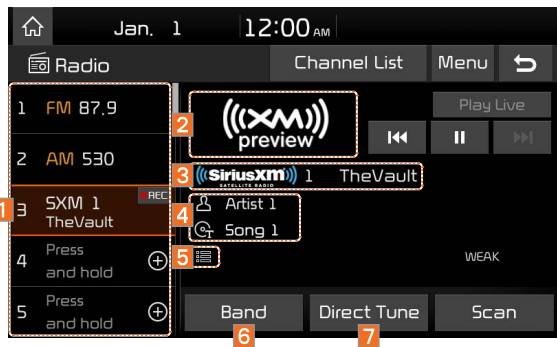 Jan. 1 12:00 AM
Radio Channel List Menu
1 FM 87.9
2 AM 530
3 SXM 1 REC
TheVault
4 Press
and hold
5 Press
and hold
1
2 (((XM)))
preview
Play Live
3 ((SiriusXM)) 1 TheVault
SATELLITE RADIO
4 Artist 1
Song 1
5
WEAK
Band Direct Tune Scan
6 7